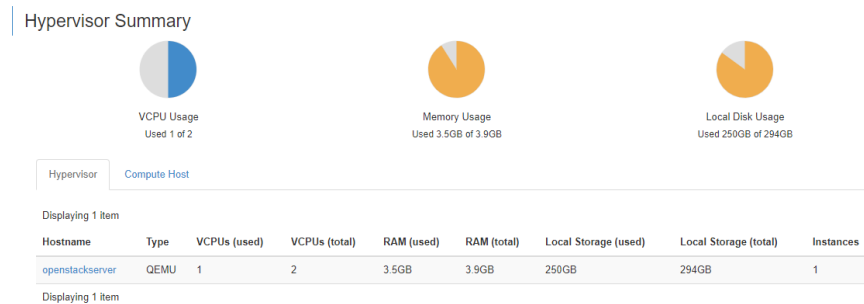 Hypervisor Summary
VCPU Usage
Used 1 of 2
Memory Usage
Used 3.5GB of 3.9GB
Local Disk Usage
Used 250GB of 294GB
Hypervisor Compute Host
Displaying 1 item
Hostname Type VCPUs (used) VCPUs (total) RAM (used) RAM (total) Local Storage (used) Local Storage (total) Instances
openstackserver QEMU 1 2 3.5GB 3.9GB 250GB 294GB 1
Displaying 1 item